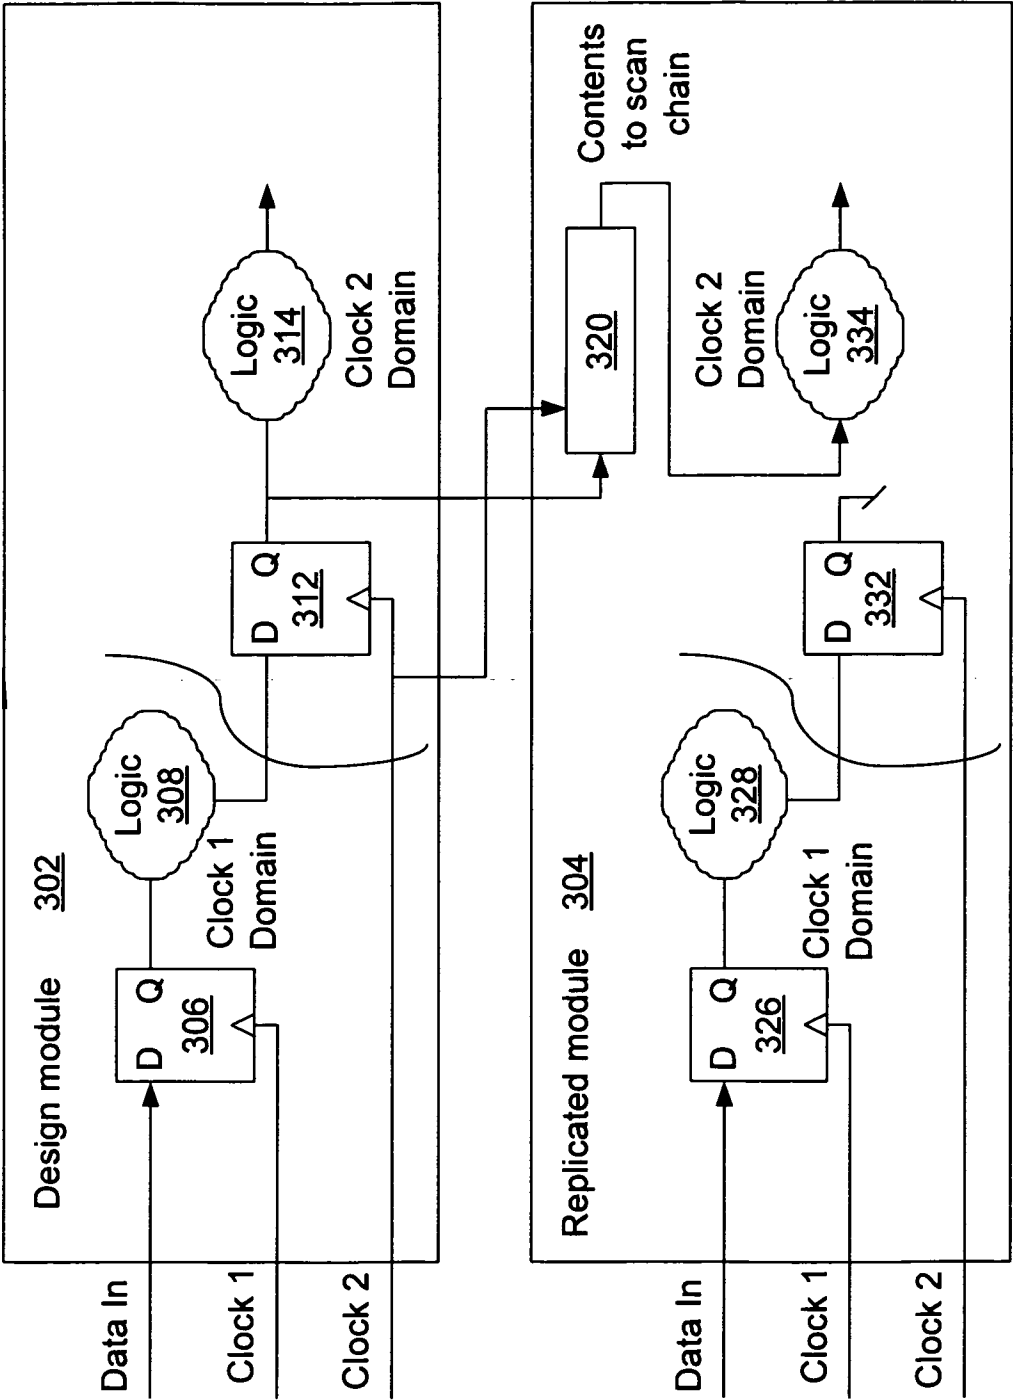 Design module 302
Data In
Clock 1
Clock 2
D Q
306
Logic
308
Clock 1
Domain
D Q
312
Logic
314
Clock 2
Domain
Replicated module 304
Data In
Clock 1
Clock 2
D Q
326
Logic
328
Clock 1
Domain
D Q
332
320
Contents
to scan
chain
Clock 2
Domain
Logic
334